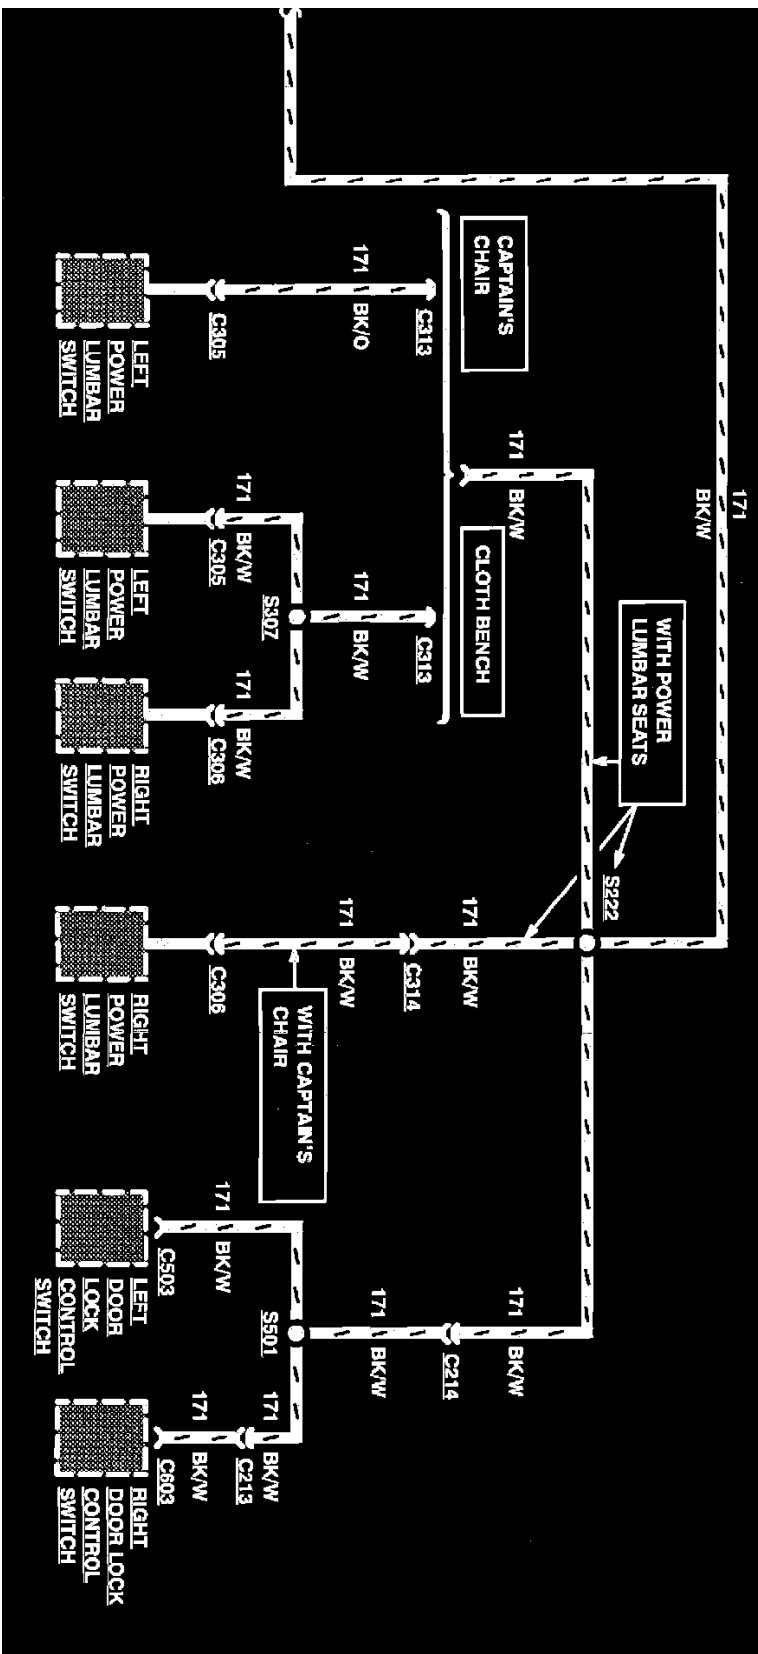 171
BK/W
CAPTAIN'S
CHAIR
171
BK/O
C313
C305
LEFT
POWER
LUMBAR
SWITCH
171
BK/W
CLOTH BENCH
C313
171
BK/W
S307
171
BK/W
C305
LEFT
POWER
LUMBAR
SWITCH
171
BK/W
C306
RIGHT
POWER
LUMBAR
SWITCH
WITH POWER
LUMBAR SEATS
S222
171
BK/W
C314
171
BK/W
C306
RIGHT
POWER
LUMBAR
SWITCH
WITH CAPTAIN'S
CHAIR
171
BK/W
C214
171
BK/W
S501
171
BK/W
C503
LEFT
DOOR
LOCK
CONTROL
SWITCH
171
BK/W
C213
171
BK/W
C603
RIGHT
DOOR LOCK
CONTROL
SWITCH